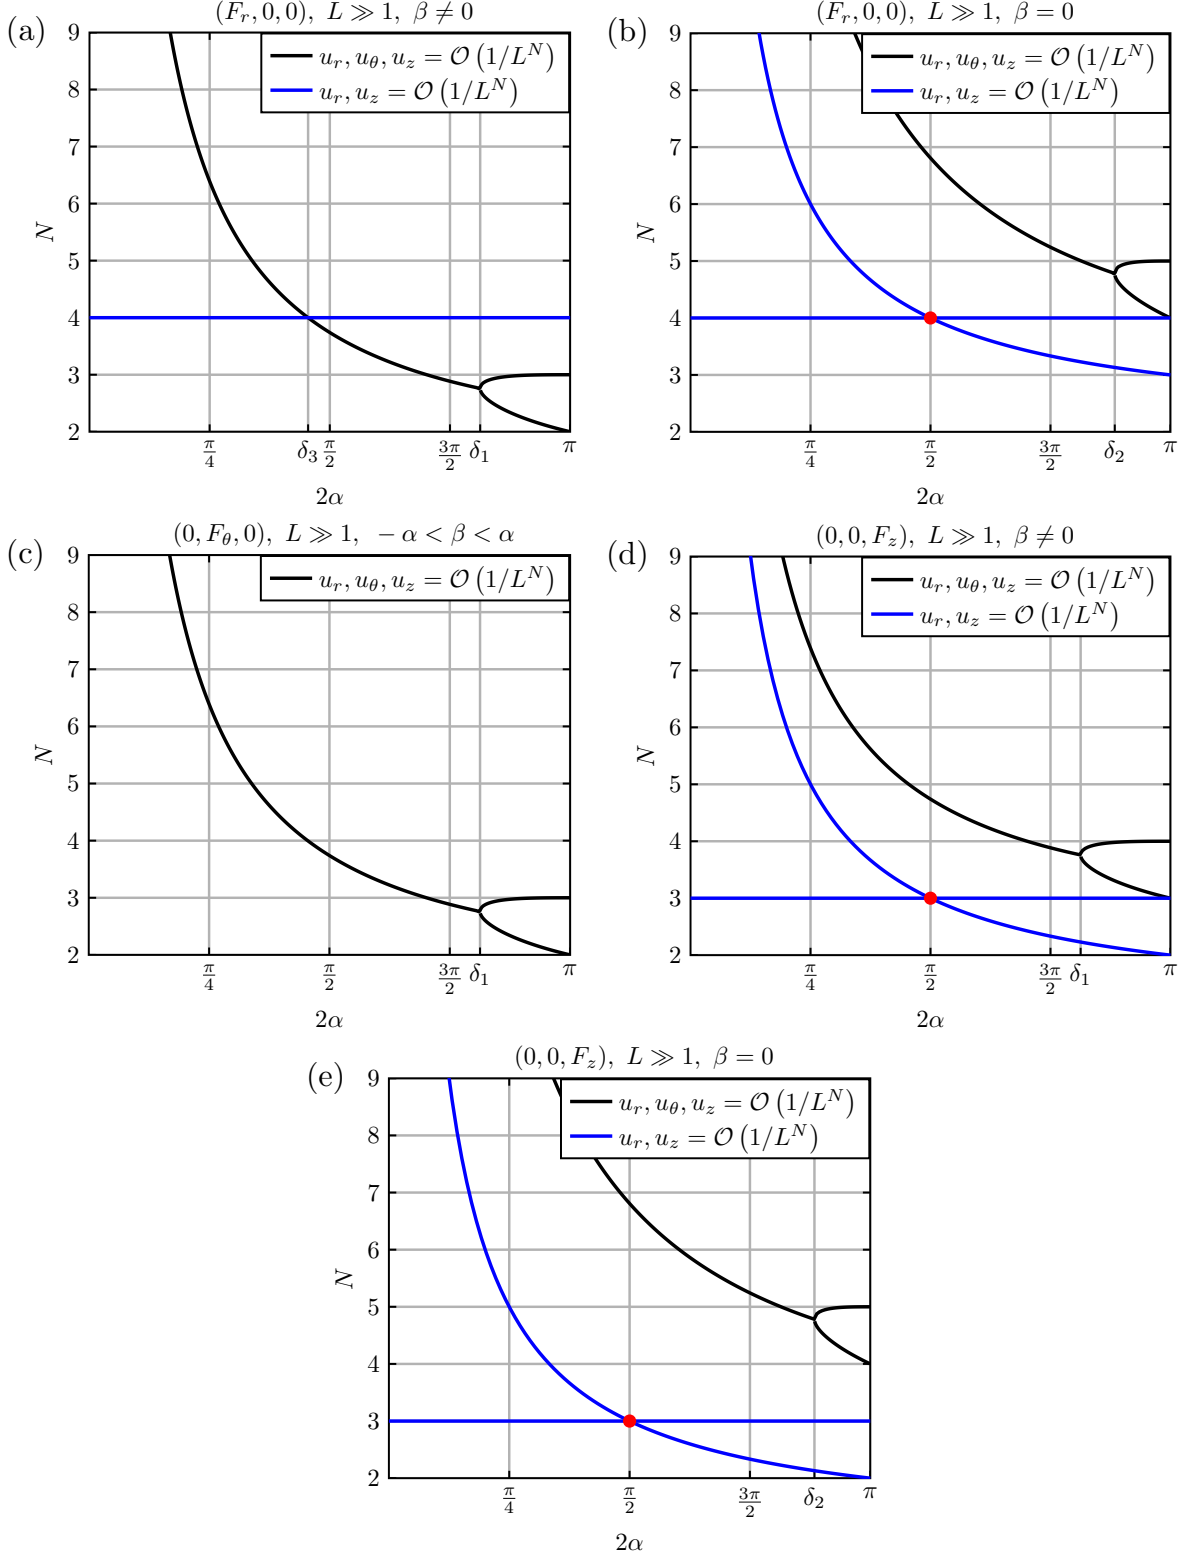 (a)
(F_r, 0, 0), L ≫ 1, β ≠ 0
u_r, u_θ, u_z = 𝒪(1/L^N)
u_r, u_z = 𝒪(1/L^N)
N
9
8
7
6
5
4
3
2
π/4
δ_3
π/2
3π/2
δ_1
π
2α
(b)
(F_r, 0, 0), L ≫ 1, β = 0
u_r, u_θ, u_z = 𝒪(1/L^N)
u_r, u_z = 𝒪(1/L^N)
N
9
8
7
6
5
4
3
2
π/4
π/2
3π/2
δ_2
π
2α
(c)
(0, F_θ, 0), L ≫ 1, −α < β < α
u_r, u_θ, u_z = 𝒪(1/L^N)
N
9
8
7
6
5
4
3
2
π/4
π/2
3π/2
δ_1
π
2α
(d)
(0, 0, F_z), L ≫ 1, β ≠ 0
u_r, u_θ, u_z = 𝒪(1/L^N)
u_r, u_z = 𝒪(1/L^N)
N
9
8
7
6
5
4
3
2
π/4
π/2
3π/2
δ_1
π
2α
(e)
(0, 0, F_z), L ≫ 1, β = 0
u_r, u_θ, u_z = 𝒪(1/L^N)
u_r, u_z = 𝒪(1/L^N)
N
9
8
7
6
5
4
3
2
π/4
π/2
3π/2
δ_2
π
2α